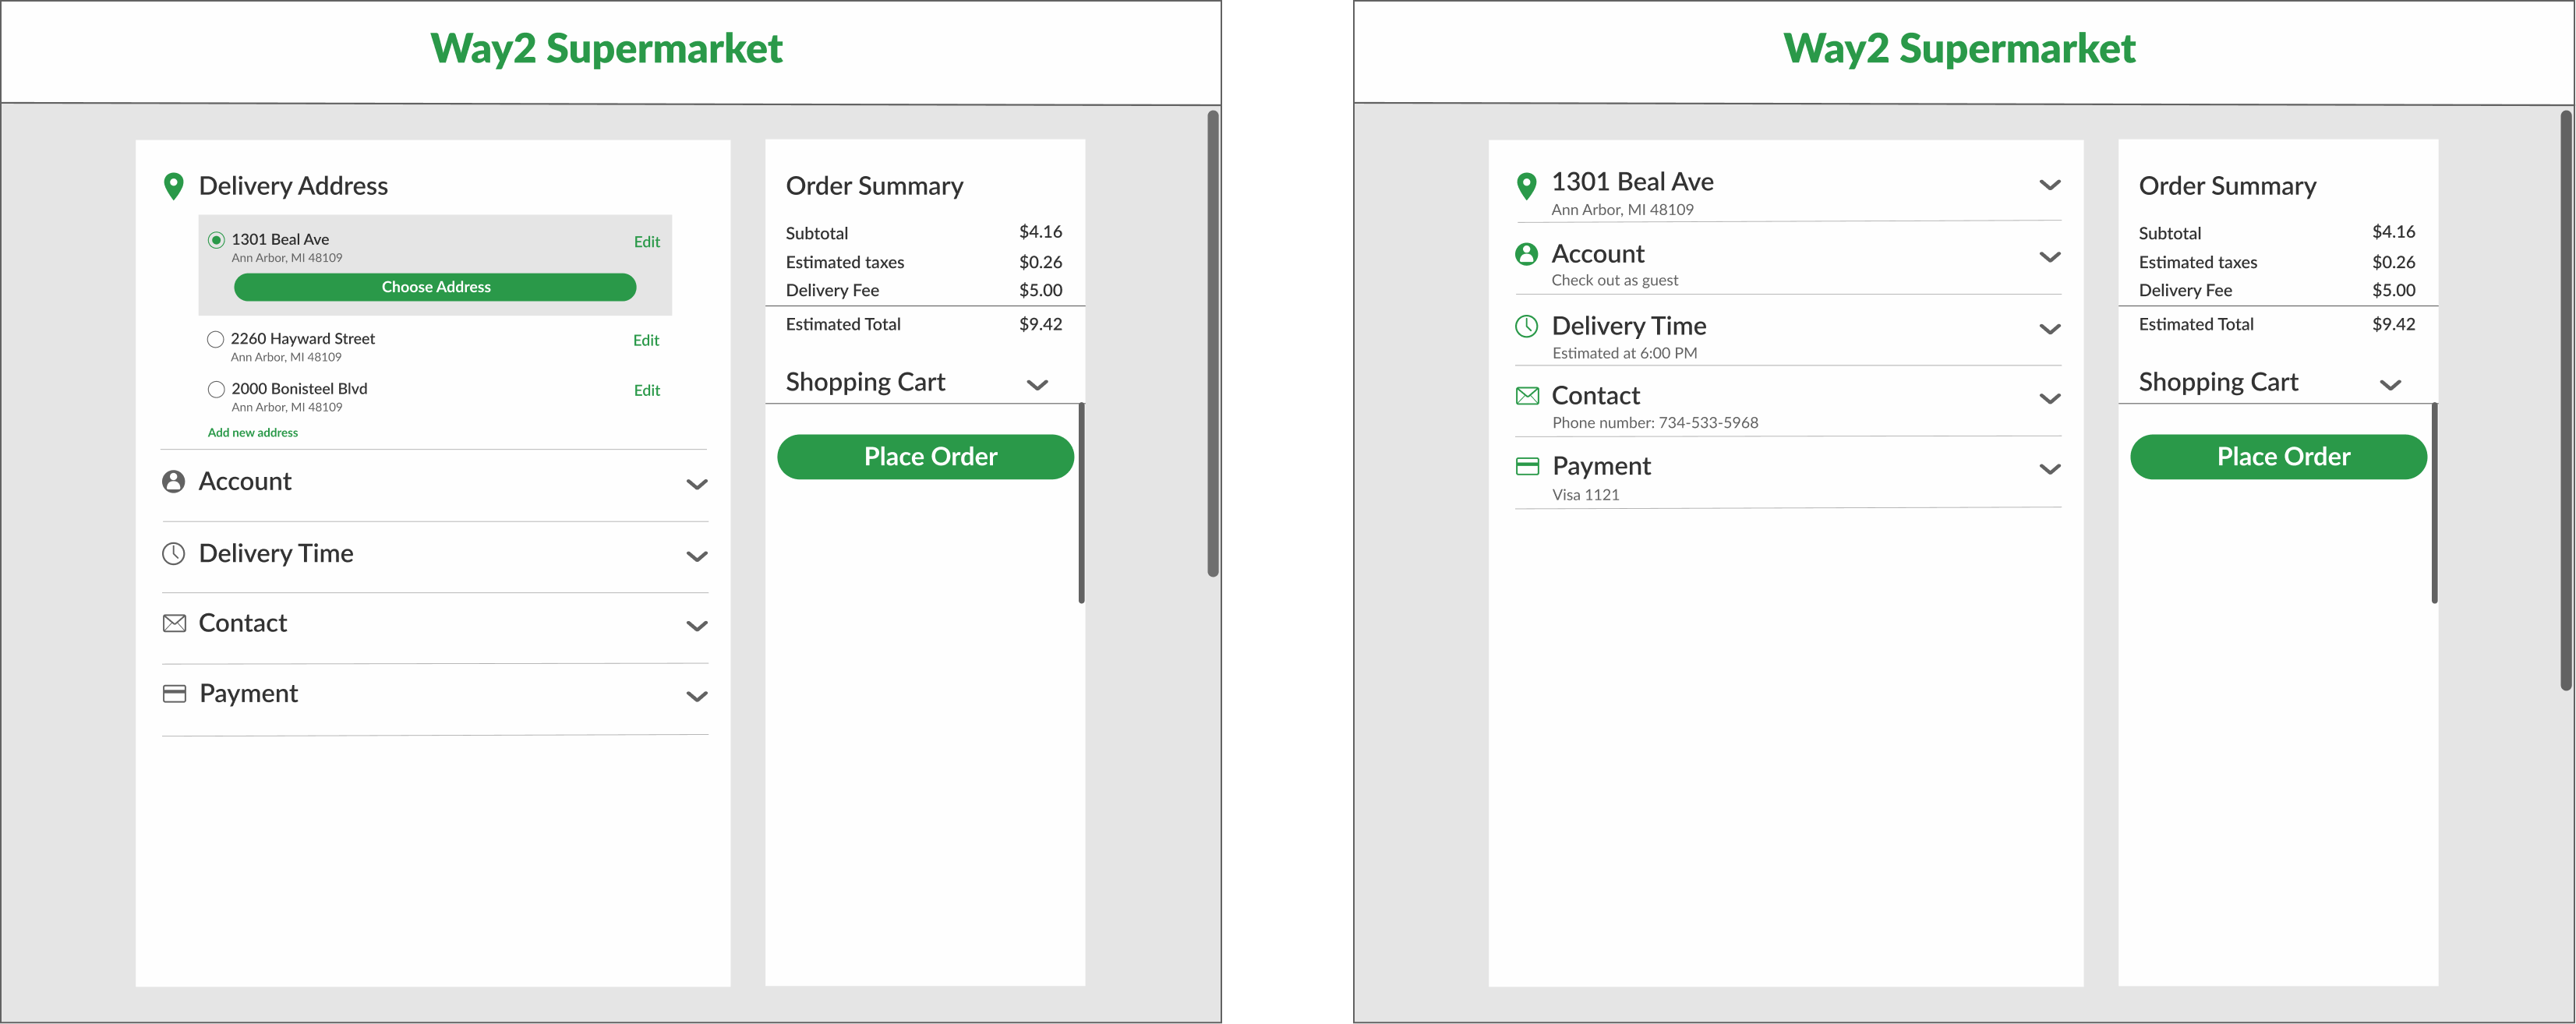 Way2 Supermarket
Delivery Address
1301 Beal Ave
Edit
Ann Arbor, MI 48109
Choose Address
2260 Hayward Street
Edit
Ann Arbor, MI 48109
2000 Bonisteel Blvd
Edit
Ann Arbor, MI 48109
Add new address
Account
Delivery Time
Contact
Payment
Order Summary
Subtotal $4.16
Estimated taxes $0.26
Delivery Fee $5.00
Estimated Total $9.42
Shopping Cart
Place Order
Way2 Supermarket
1301 Beal Ave
Ann Arbor, MI 48109
Account
Check out as guest
Delivery Time
Estimated at 6:00 PM
Contact
Phone number: 734-533-5968
Payment
Visa 1121
Order Summary
Subtotal $4.16
Estimated taxes $0.26
Delivery Fee $5.00
Estimated Total $9.42
Shopping Cart
Place Order